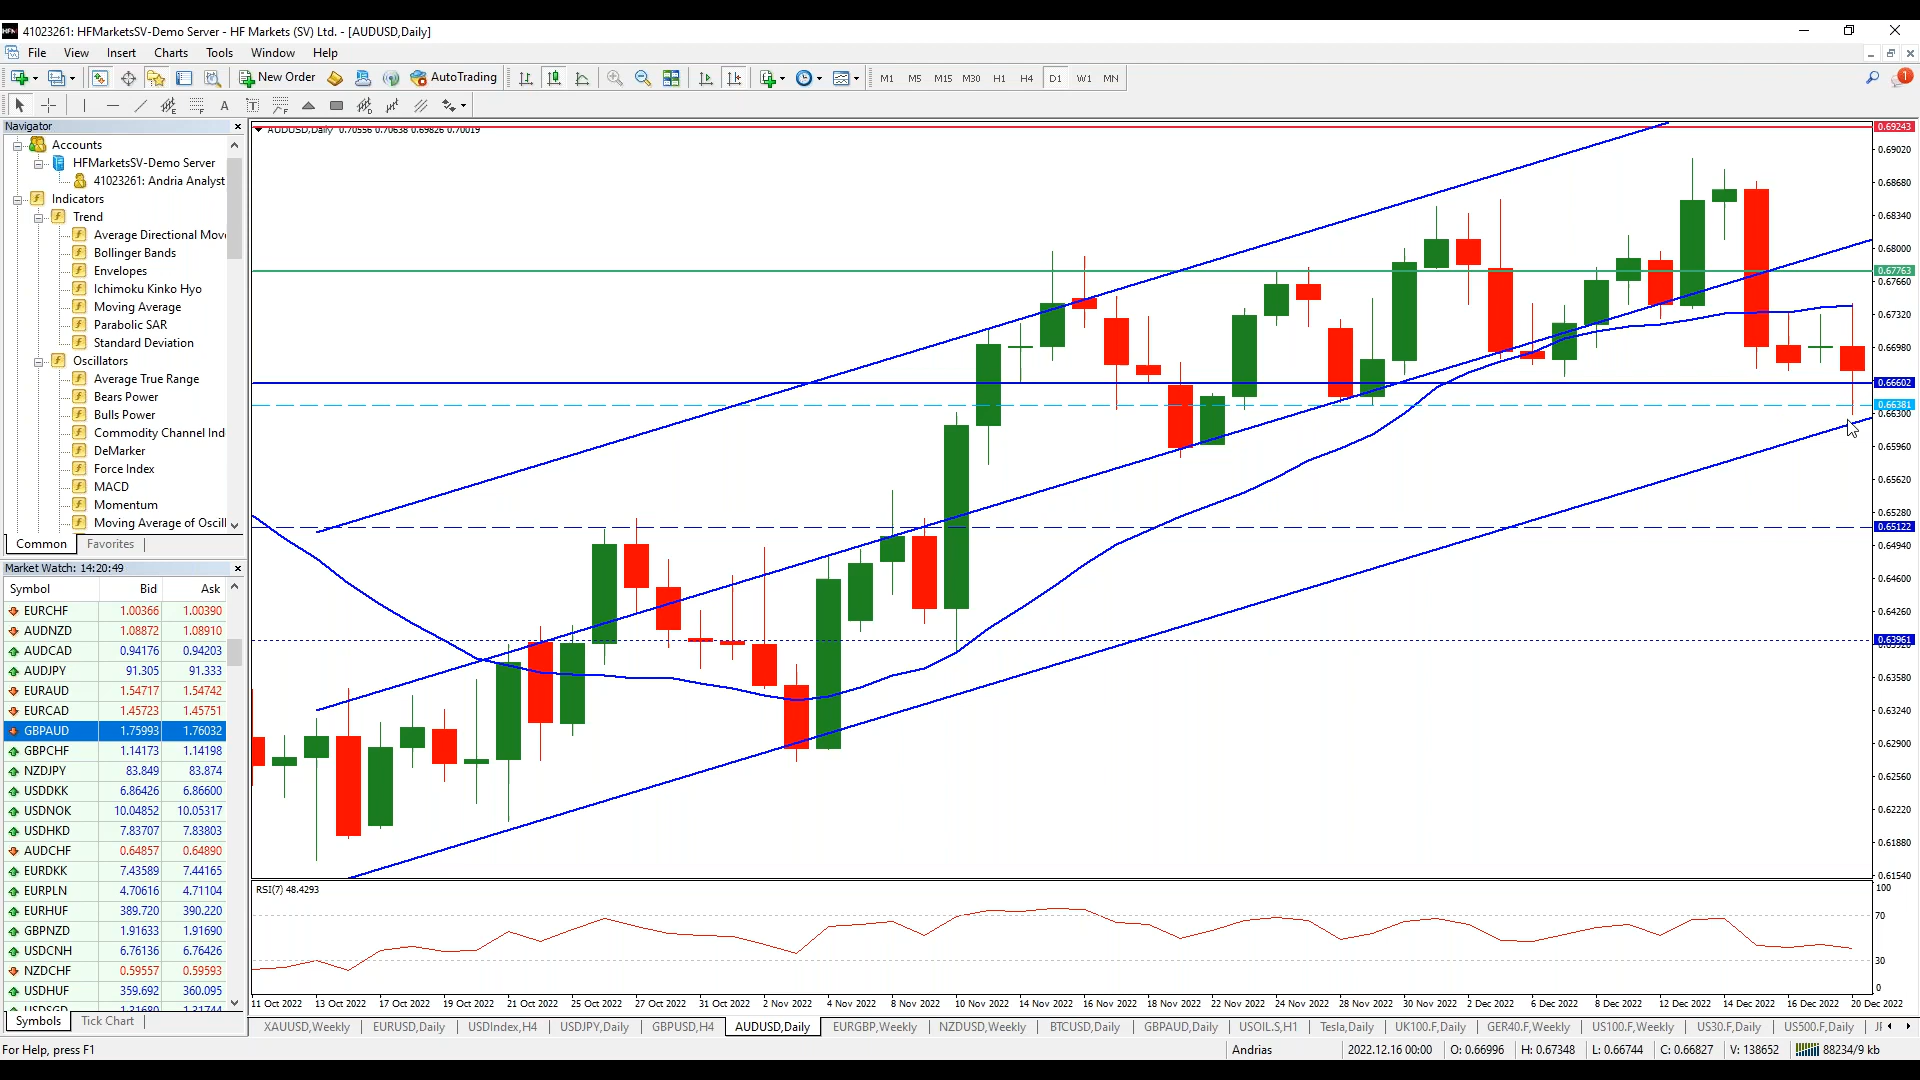 41023261: HFMarketsSV-Demo Server - HF Markets (SV) Ltd. - [AUDUSD,Daily]
File View Insert Charts Tools Window Help
New Order AutoTrading M1 M5 M15 M30 H1 H4 D1 W1 MN 1
A T
Navigator
Accounts
HFMarketsSV-Demo Server
41023261: Andria Analyst
Indicators
Trend
Average Directional Mov
Bollinger Bands
Envelopes
Ichimoku Kinko Hyo
Moving Average
Parabolic SAR
Standard Deviation
Oscillators
Average True Range
Bears Power
Bulls Power
Commodity Channel Ind
DeMarker
Force Index
MACD
Momentum
Moving Average of Oscill
Common Favorites
Market Watch: 14:20:49
Symbol Bid Ask
EURCHF 1.00366 1.00390
AUDNZD 1.08872 1.08910
AUDCAD 0.94176 0.94203
AUDJPY 91.305 91.333
EURAUD 1.54717 1.54742
EURCAD 1.45723 1.45751
GBPAUD 1.75993 1.76032
GBPCHF 1.14173 1.14198
NZDJPY 83.849 83.874
USDDKK 6.86426 6.86600
USDNOK 10.04852 10.05317
USDHKD 7.83707 7.83803
AUDCHF 0.64857 0.64890
EURDKK 7.43589 7.44165
EURPLN 4.70616 4.71104
EURHUF 389.720 390.220
GBPNZD 1.91633 1.91690
USDCNH 6.76136 6.76426
NZDCHF 0.59557 0.59593
USDHUF 359.692 360.095
Symbols Tick Chart
AUDUSD,Daily 0.70556 0.70638 0.69826 0.70019
0.69243
0.69020
0.68680
0.68340
0.68000
0.67763
0.67660
0.67320
0.66980
0.66602
0.66381
0.66300
0.65960
0.65620
0.65280
0.65122
0.64940
0.64600
0.64260
0.63961
0.63580
0.63240
0.62900
0.62560
0.62220
0.61880
0.61540
RSI(7) 48.4293
100
70
30
0
11 Oct 2022 13 Oct 2022 17 Oct 2022 19 Oct 2022 21 Oct 2022 25 Oct 2022 27 Oct 2022 31 Oct 2022 2 Nov 2022 4 Nov 2022 8 Nov 2022 10 Nov 2022 14 Nov 2022 16 Nov 2022 18 Nov 2022 22 Nov 2022 24 Nov 2022 28 Nov 2022 30 Nov 2022 2 Dec 2022 6 Dec 2022 8 Dec 2022 12 Dec 2022 14 Dec 2022 16 Dec 2022 20 Dec 2022
XAUUSD,Weekly EURUSD,Daily USDIndex,H4 USDJPY,Daily GBPUSD,H4 AUDUSD,Daily EURGBP,Weekly NZDUSD,Weekly BTCUSD,Daily GBPAUD,Daily USOIL.S,H1 Tesla,Daily UK100.F,Daily GER40.F,Weekly US100.F,Weekly US30.F,Daily US500.F,Daily
For Help, press F1 Andrias 2022.12.16 00:00 O: 0.66996 H: 0.67348 L: 0.66744 C: 0.66827 V: 138652 88234/9 kb